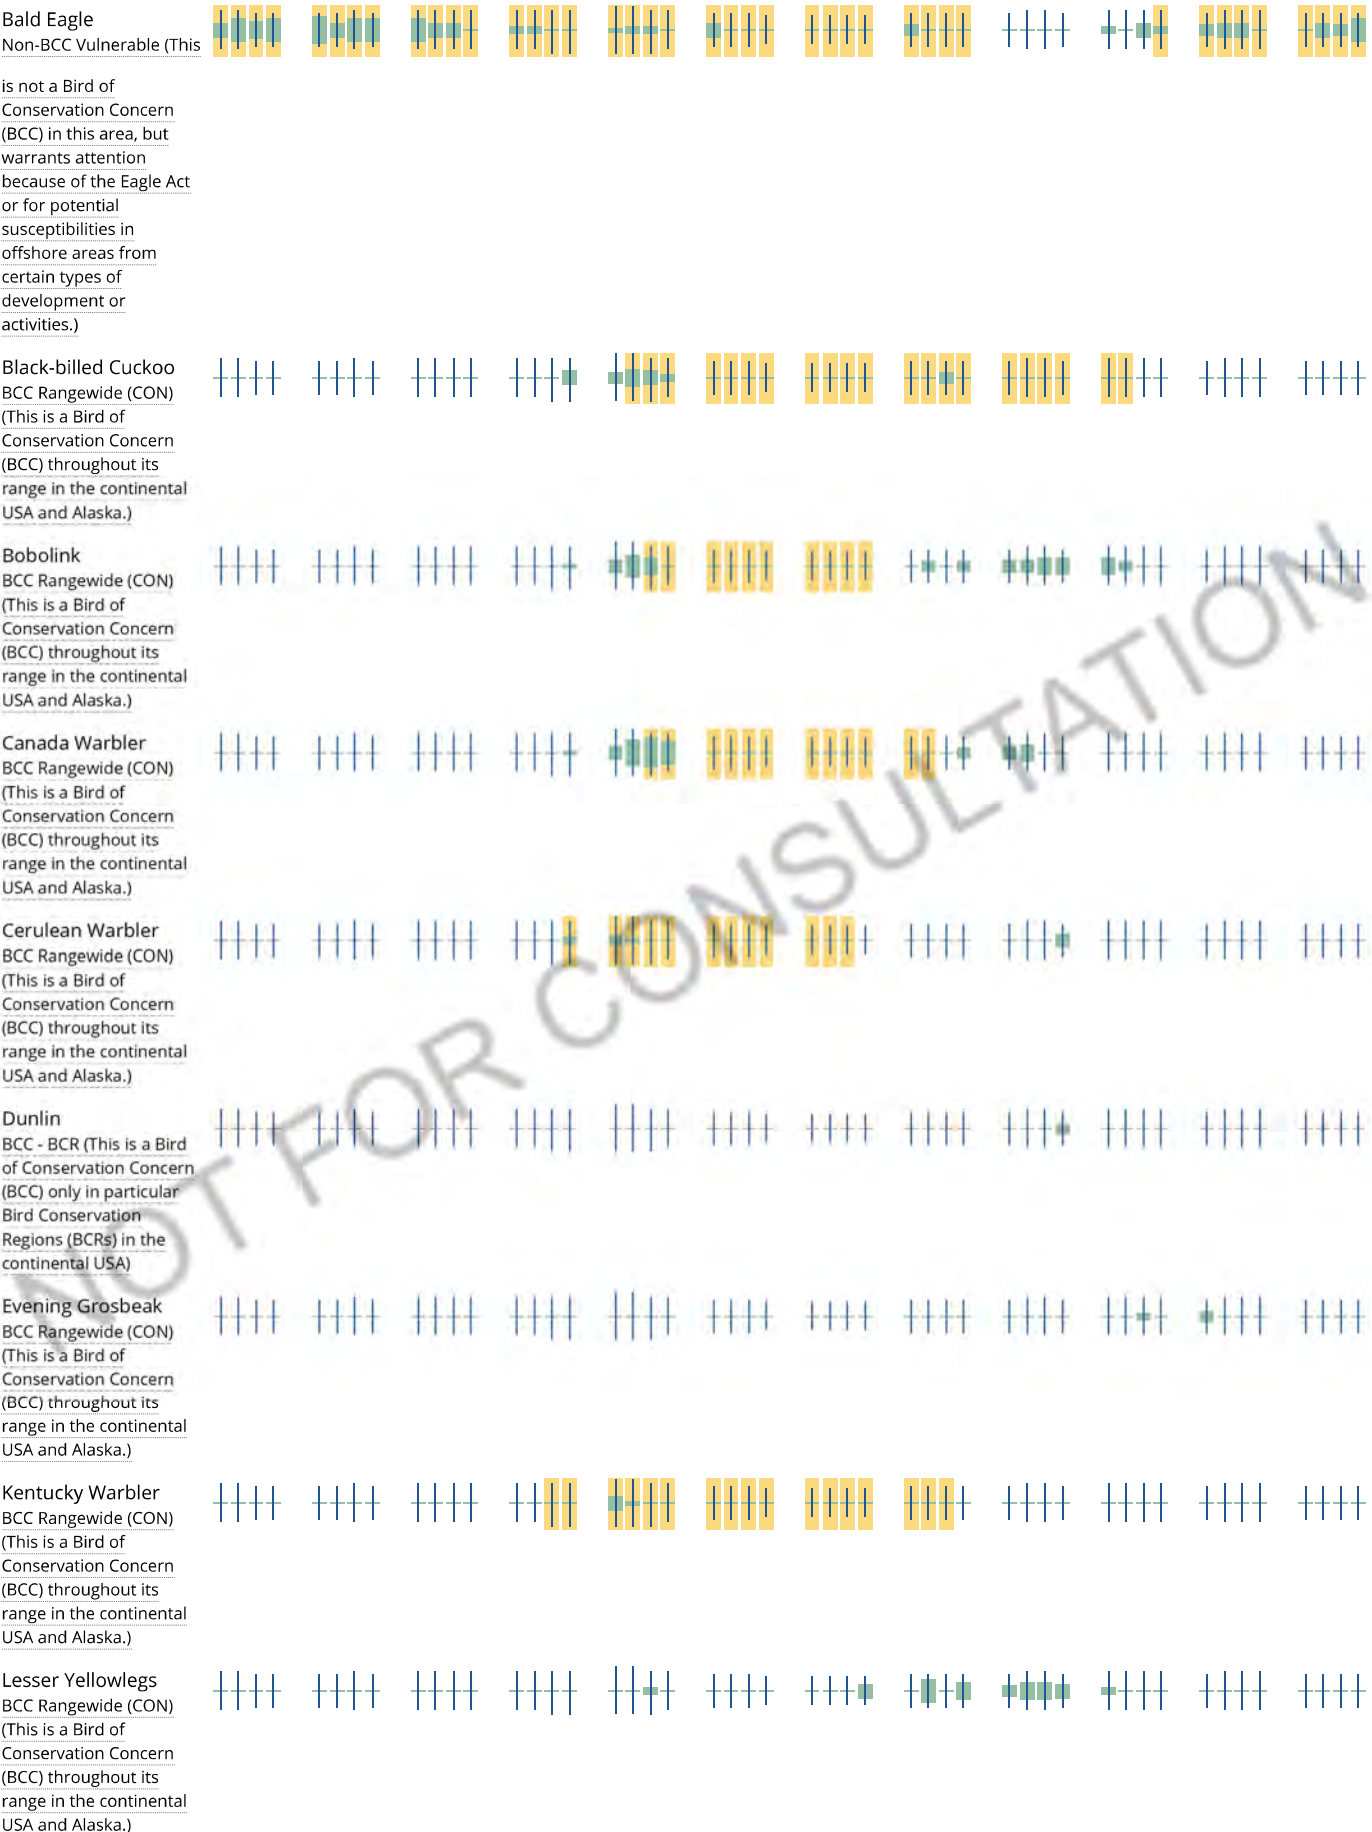 Bald Eagle
Non-BCC Vulnerable (This
is not a Bird of
Conservation Concern
(BCC) in this area, but
warrants attention
because of the Eagle Act
or for potential
susceptibilities in
offshore areas from
certain types of
development or
activities.)
Black-billed Cuckoo
BCC Rangewide (CON)
(This is a Bird of
Conservation Concern
(BCC) throughout its
range in the continental
USA and Alaska.)
Bobolink
BCC Rangewide (CON)
(This is a Bird of
Conservation Concern
(BCC) throughout its
range in the continental
USA and Alaska.)
Canada Warbler
BCC Rangewide (CON)
(This is a Bird of
Conservation Concern
(BCC) throughout its
range in the continental
USA and Alaska.)
Cerulean Warbler
BCC Rangewide (CON)
(This is a Bird of
Conservation Concern
(BCC) throughout its
range in the continental
USA and Alaska.)
Dunlin
BCC - BCR (This is a Bird
of Conservation Concern
(BCC) only in particular
Bird Conservation
Regions (BCRs) in the
continental USA)
Evening Grosbeak
BCC Rangewide (CON)
(This is a Bird of
Conservation Concern
(BCC) throughout its
range in the continental
USA and Alaska.)
Kentucky Warbler
BCC Rangewide (CON)
(This is a Bird of
Conservation Concern
(BCC) throughout its
range in the continental
USA and Alaska.)
Lesser Yellowlegs
BCC Rangewide (CON)
(This is a Bird of
Conservation Concern
(BCC) throughout its
range in the continental
USA and Alaska.)
NOT FOR CONSULTATION